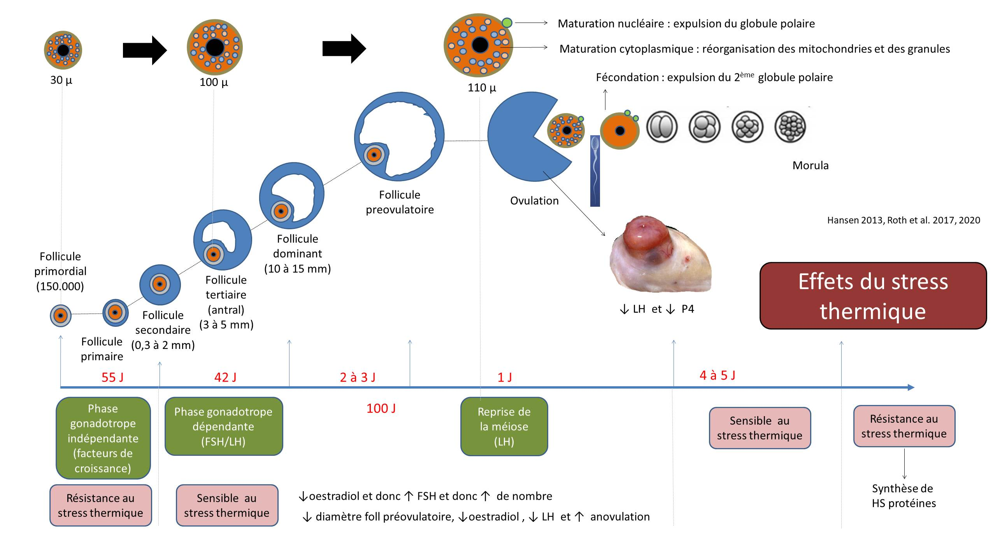 Maturation nucléaire : expulsion du globule polaire
Maturation cytoplasmique : réorganisation des mitochondries et des granules
30 µ
100 µ
110 µ
Fécondation : expulsion du 2ème globule polaire
Morula
Follicule
preovulatoire
Ovulation
Hansen 2013, Roth et al. 2017, 2020
Follicule
dominant
(10 à 15 mm)
Follicule
primordial
(150.000)
Follicule
tertiaire
(antral)
(3 à 5 mm)
Follicule
secondaire
(0,3 à 2 mm)
Follicule
primaire
↓ LH et ↓ P4
Effets du stress
thermique
55 J
42 J
2 à 3 J
1 J
4 à 5 J
100 J
Phase
gonadotrope
indépendante
(facteurs de
croissance)
Phase gonadotrope
dépendante
(FSH/LH)
Reprise de
la méiose
(LH)
Sensible au
stress thermique
Résistance au
stress thermique
Résistance au
stress thermique
Sensible au
stress thermique
↓oestradiol et donc ↑ FSH et donc ↑ de nombre
↓ diamètre foll préovulatoire, ↓oestradiol , ↓ LH et ↑ anovulation
Synthèse de
HS protéines